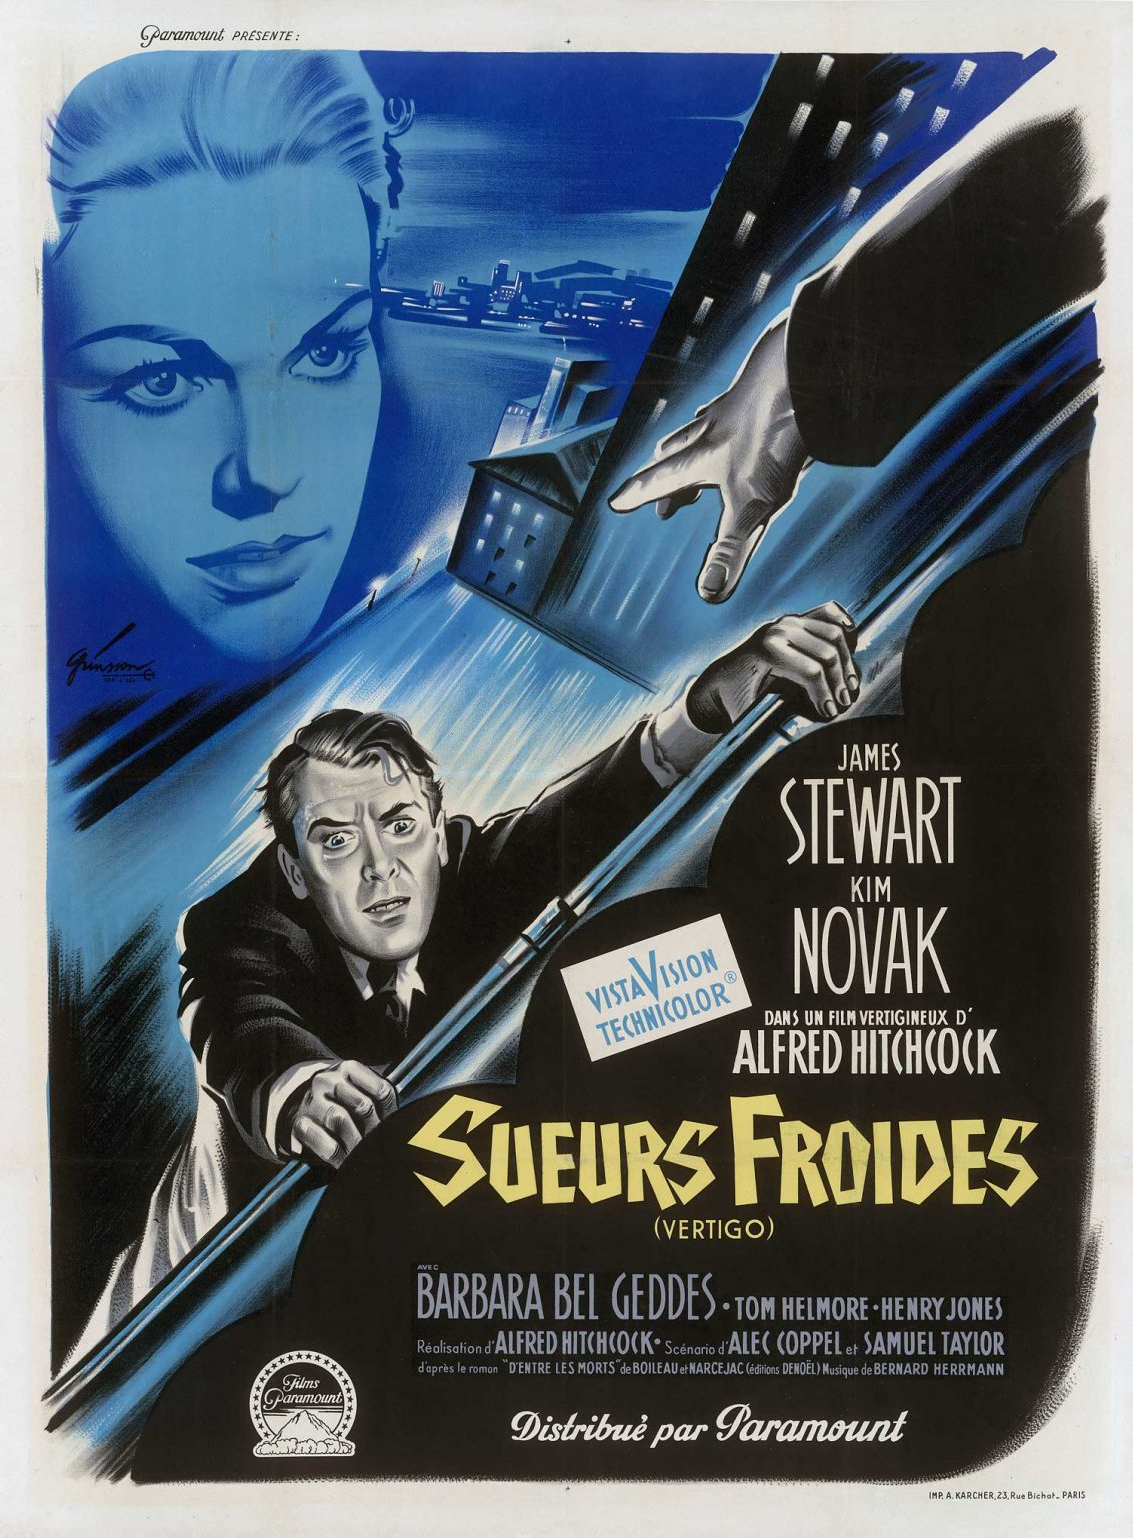 Paramount PRÉSENTE :
Grinsson
JAMES
STEWART
KIM
NOVAK
VISTAVISION
TECHNICOLOR®
DANS UN FILM VERTIGINEUX D'
ALFRED HITCHCOCK
SUEURS FROIDES
(VERTIGO)
AVEC
BARBARA BEL GEDDES • TOM HELMORE • HENRY JONES
Réalisation d'ALFRED HITCHCOCK • Scénario d'ALEC COPPEL et SAMUEL TAYLOR
d'après le roman "D'ENTRE LES MORTS" de BOILEAU et NARCEJAC (éditions DENOËL) Musique de BERNARD HERRMANN
Films
Paramount
Distribué par Paramount
IMP. A. KARCHER, 23, Rue Bichat_ PARIS